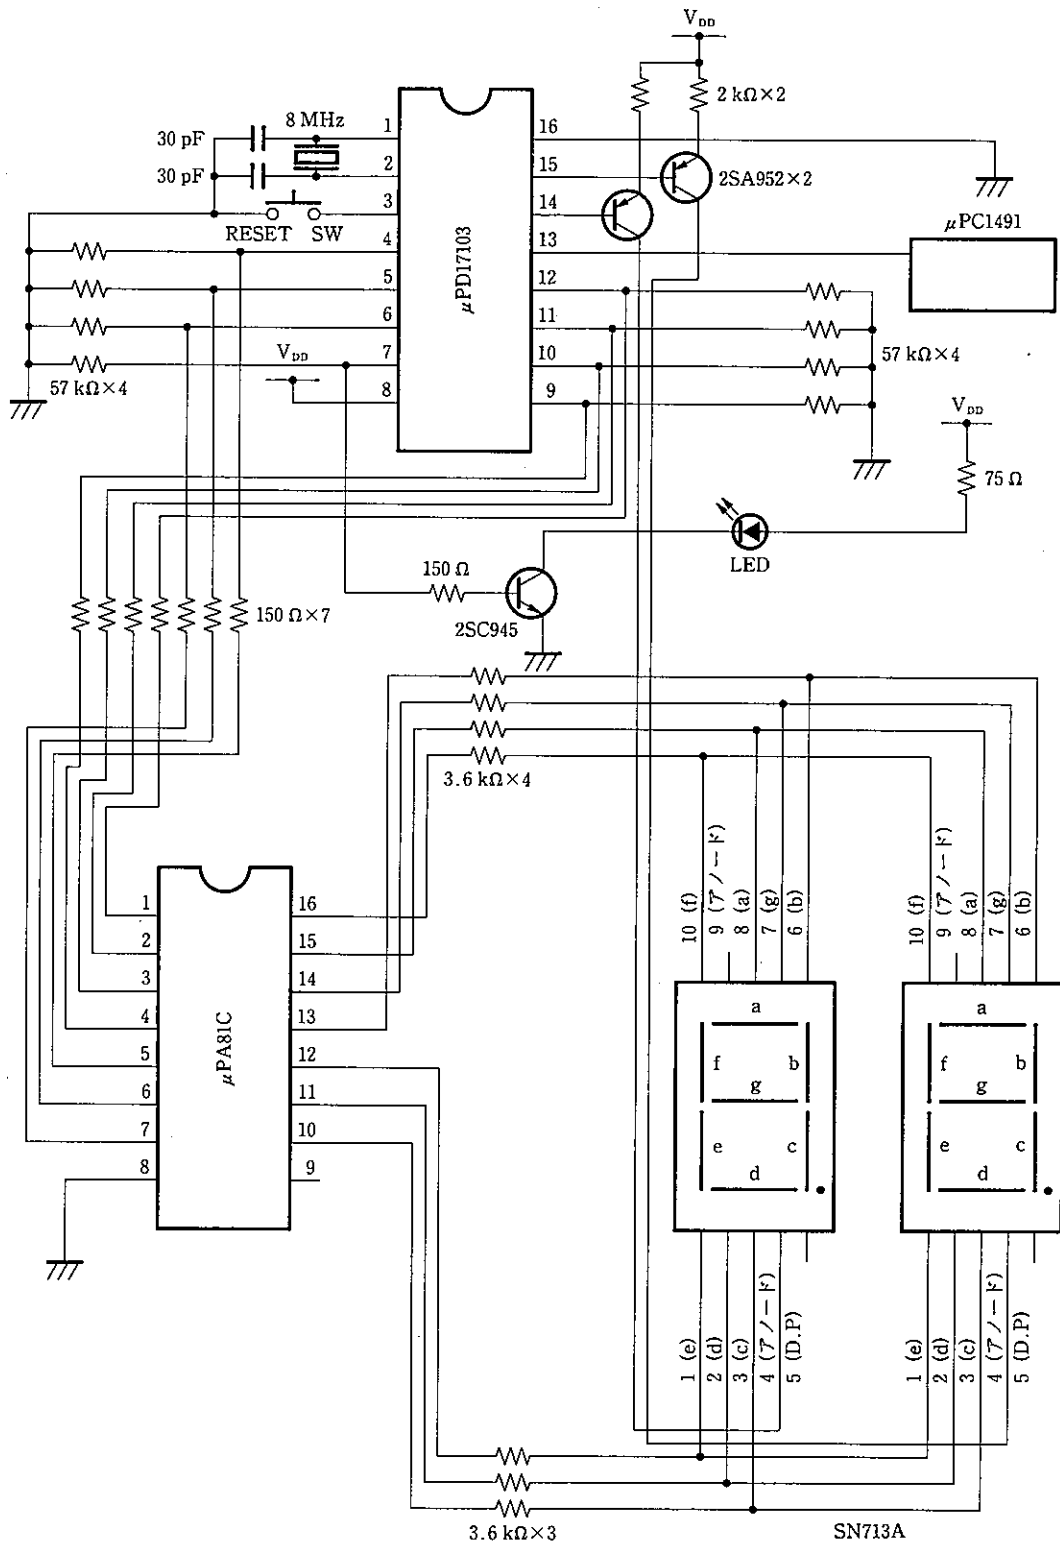 V_DD
2 kΩ×2
8 MHz
30 pF
30 pF
1
2
3
4
5
6
7
8
16
15
14
13
12
11
10
9
μPD17103
2SA952×2
RESET SW
μPC1491
V_DD
57 kΩ×4
57 kΩ×4
V_DD
75 Ω
LED
150 Ω
2SC945
150 Ω×7
3.6 kΩ×4
1
2
3
4
5
6
7
8
16
15
14
13
12
11
10
9
μPA81C
10 (f)
9 (アノード)
8 (a)
7 (g)
6 (b)
10 (f)
9 (アノード)
8 (a)
7 (g)
6 (b)
a
f b
g
e c
d
a
f b
g
e c
d
1 (e)
2 (d)
3 (c)
4 (アノード)
5 (D.P)
1 (e)
2 (d)
3 (c)
4 (アノード)
5 (D.P)
3.6 kΩ×3
SN713A